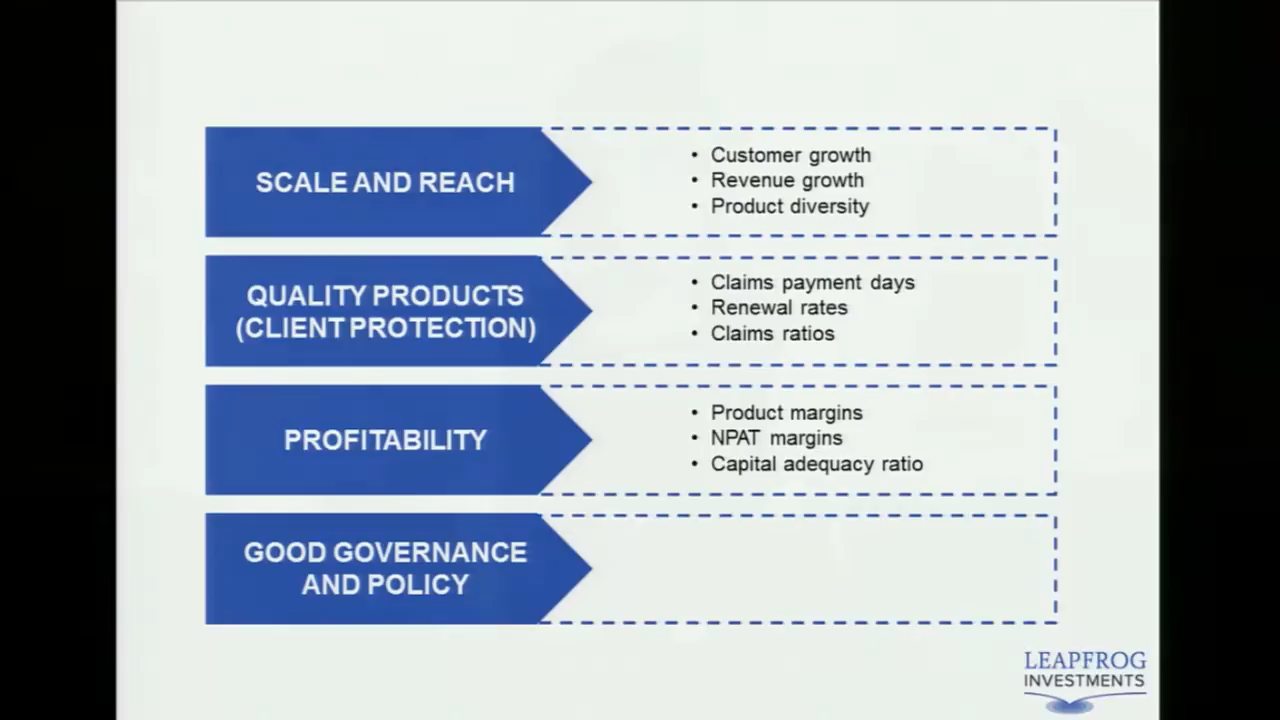 SCALE AND REACH
• Customer growth
• Revenue growth
• Product diversity
QUALITY PRODUCTS
(CLIENT PROTECTION)
• Claims payment days
• Renewal rates
• Claims ratios
PROFITABILITY
• Product margins
• NPAT margins
• Capital adequacy ratio
GOOD GOVERNANCE
AND POLICY
LEAPFROG
INVESTMENTS